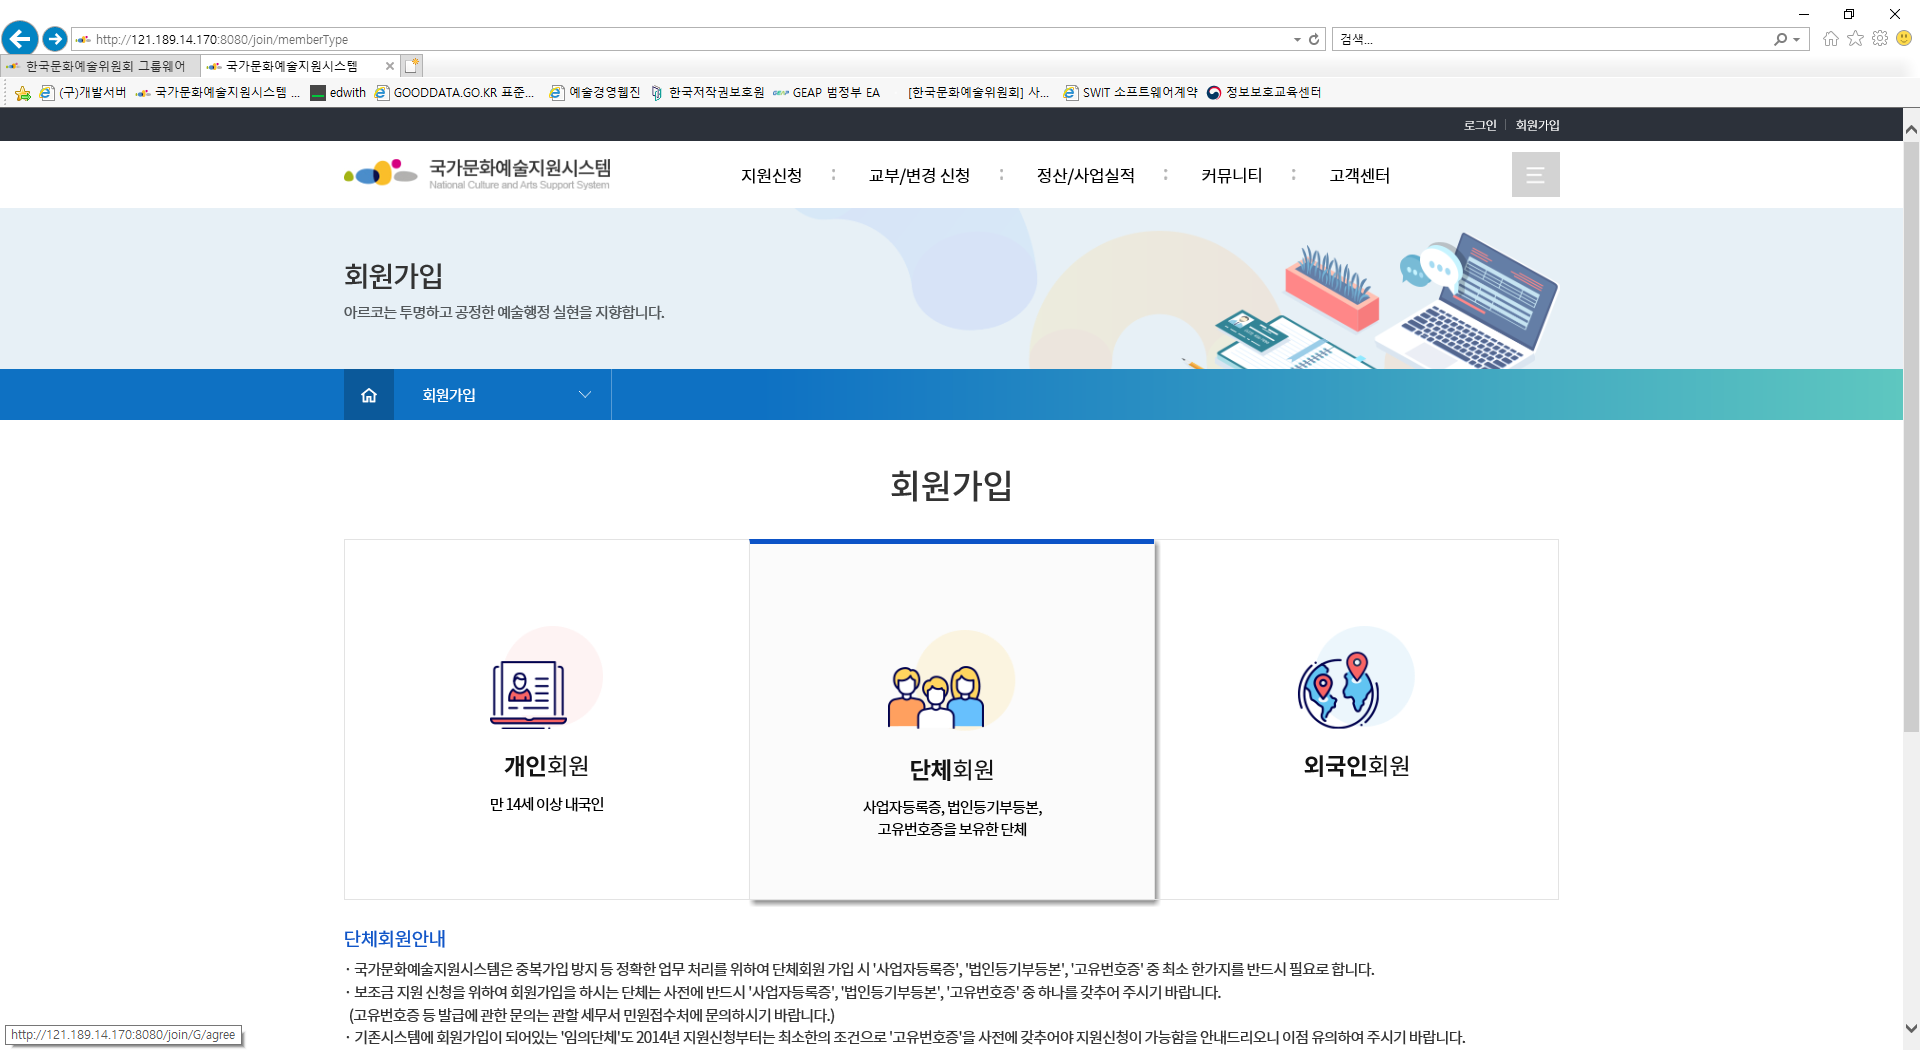 http://121.189.14.170:8080/join/memberType
검색...
한국문화예술위원회 그룹웨어
국가문화예술지원시스템
(구)개발서버
국가문화예술지원시스템 ...
edwith
GOODDATA.GO.KR 표준...
예술경영웹진
한국저작권보호원
GEAP 범정부 EA
[한국문화예술위원회] 사...
SWIT 소프트웨어계약
정보보호교육센터
로그인
회원가입
국가문화예술지원시스템
National Culture and Arts Support System
지원신청
교부/변경 신청
정산/사업실적
커뮤니티
고객센터
회원가입
아르코는 투명하고 공정한 예술행정 실현을 지향합니다.
회원가입
회원가입
개인회원
만 14세 이상 내국인
단체회원
사업자등록증, 법인등기부등본,
고유번호증을 보유한 단체
외국인회원
단체회원안내
· 국가문화예술지원시스템은 중복가입 방지 등 정확한 업무 처리를 위하여 단체회원 가입 시 '사업자등록증', '법인등기부등본', '고유번호증' 중 최소 한가지를 반드시 필요로 합니다.
· 보조금 지원 신청을 위하여 회원가입을 하시는 단체는 사전에 반드시 '사업자등록증', '법인등기부등본', '고유번호증' 중 하나를 갖추어 주시기 바랍니다.
(고유번호증 등 발급에 관한 문의는 관할 세무서 민원접수처에 문의하시기 바랍니다.)
· 기존시스템에 회원가입이 되어있는 '임의단체'도 2014년 지원신청부터는 최소한의 조건으로 '고유번호증'을 사전에 갖추어야 지원신청이 가능함을 안내드리오니 이점 유의하여 주시기 바랍니다.
http://121.189.14.170:8080/join/G/agree